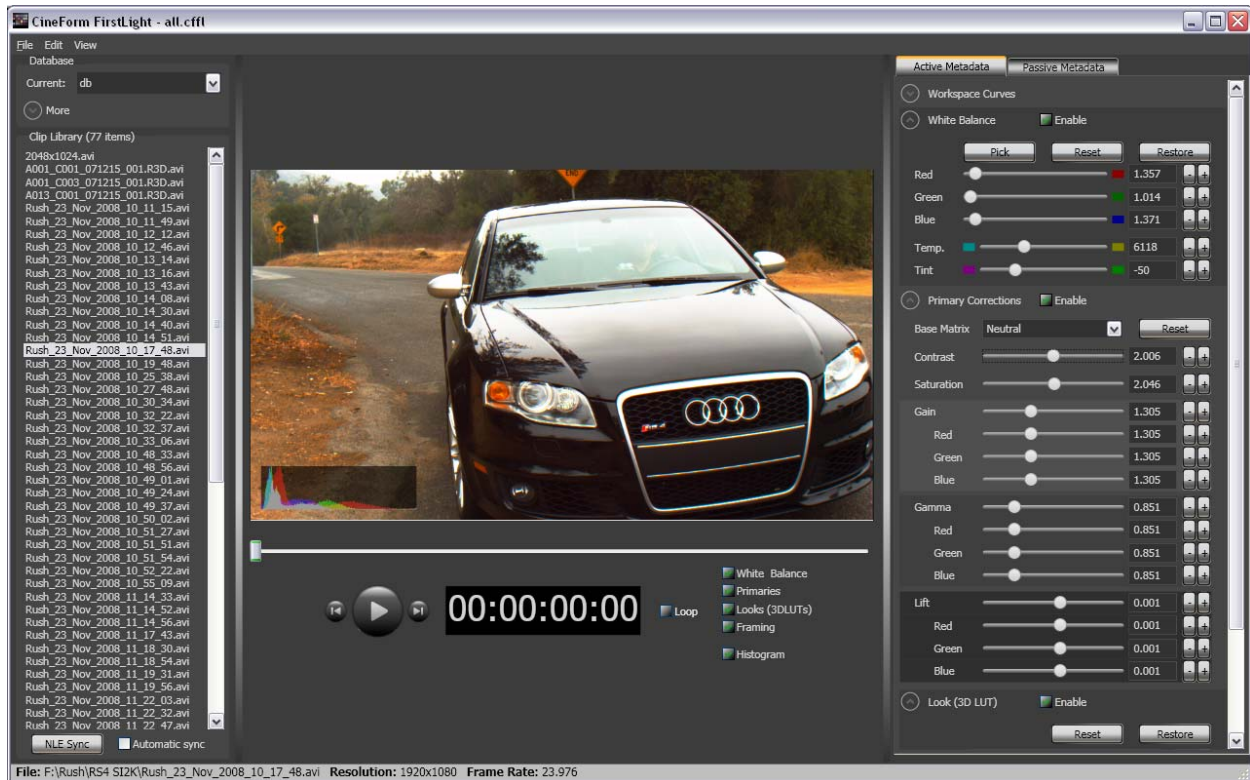 CineForm FirstLight - all.cffl
File Edit View
Database
Current: db
More
Clip Library (77 items)
2048x1024.avi
A001_C001_071215_001.R3D.avi
A001_C003_071215_001.R3D.avi
A013_C001_071215_001.R3D.avi
Rush_23_Nov_2008_10_11_15.avi
Rush_23_Nov_2008_10_11_49.avi
Rush_23_Nov_2008_10_12_12.avi
Rush_23_Nov_2008_10_12_46.avi
Rush_23_Nov_2008_10_13_14.avi
Rush_23_Nov_2008_10_13_16.avi
Rush_23_Nov_2008_10_13_43.avi
Rush_23_Nov_2008_10_14_08.avi
Rush_23_Nov_2008_10_14_30.avi
Rush_23_Nov_2008_10_14_40.avi
Rush_23_Nov_2008_10_14_51.avi
Rush_23_Nov_2008_10_17_48.avi
Rush_23_Nov_2008_10_19_48.avi
Rush_23_Nov_2008_10_25_38.avi
Rush_23_Nov_2008_10_27_48.avi
Rush_23_Nov_2008_10_30_34.avi
Rush_23_Nov_2008_10_32_22.avi
Rush_23_Nov_2008_10_32_37.avi
Rush_23_Nov_2008_10_33_06.avi
Rush_23_Nov_2008_10_48_33.avi
Rush_23_Nov_2008_10_48_56.avi
Rush_23_Nov_2008_10_49_01.avi
Rush_23_Nov_2008_10_49_24.avi
Rush_23_Nov_2008_10_49_37.avi
Rush_23_Nov_2008_10_50_02.avi
Rush_23_Nov_2008_10_51_27.avi
Rush_23_Nov_2008_10_51_51.avi
Rush_23_Nov_2008_10_51_54.avi
Rush_23_Nov_2008_10_52_22.avi
Rush_23_Nov_2008_10_55_09.avi
Rush_23_Nov_2008_11_14_33.avi
Rush_23_Nov_2008_11_14_52.avi
Rush_23_Nov_2008_11_14_56.avi
Rush_23_Nov_2008_11_17_43.avi
Rush_23_Nov_2008_11_18_30.avi
Rush_23_Nov_2008_11_18_54.avi
Rush_23_Nov_2008_11_19_31.avi
Rush_23_Nov_2008_11_19_56.avi
Rush_23_Nov_2008_11_22_03.avi
Rush_23_Nov_2008_11_22_32.avi
Rush_23_Nov_2008_11_22_47.avi
NLE Sync Automatic sync
END
RS4
00:00:00:00
Loop
White Balance
Primaries
Looks (3DLUTs)
Framing
Histogram
Active Metadata Passive Metadata
Workspace Curves
White Balance Enable
Pick Reset Restore
Red 1.357 - +
Green 1.014 - +
Blue 1.371 - +
Temp. 6118 - +
Tint -50 - +
Primary Corrections Enable
Base Matrix Neutral Reset
Contrast 2.006 - +
Saturation 2.046 - +
Gain 1.305 - +
Red 1.305 - +
Green 1.305 - +
Blue 1.305 - +
Gamma 0.851 - +
Red 0.851 - +
Green 0.851 - +
Blue 0.851 - +
Lift 0.001 - +
Red 0.001 - +
Green 0.001 - +
Blue 0.001 - +
Look (3D LUT) Enable
Reset Restore
File: F:\Rush\RS4 SI2K\Rush_23_Nov_2008_10_17_48.avi Resolution: 1920x1080 Frame Rate: 23.976